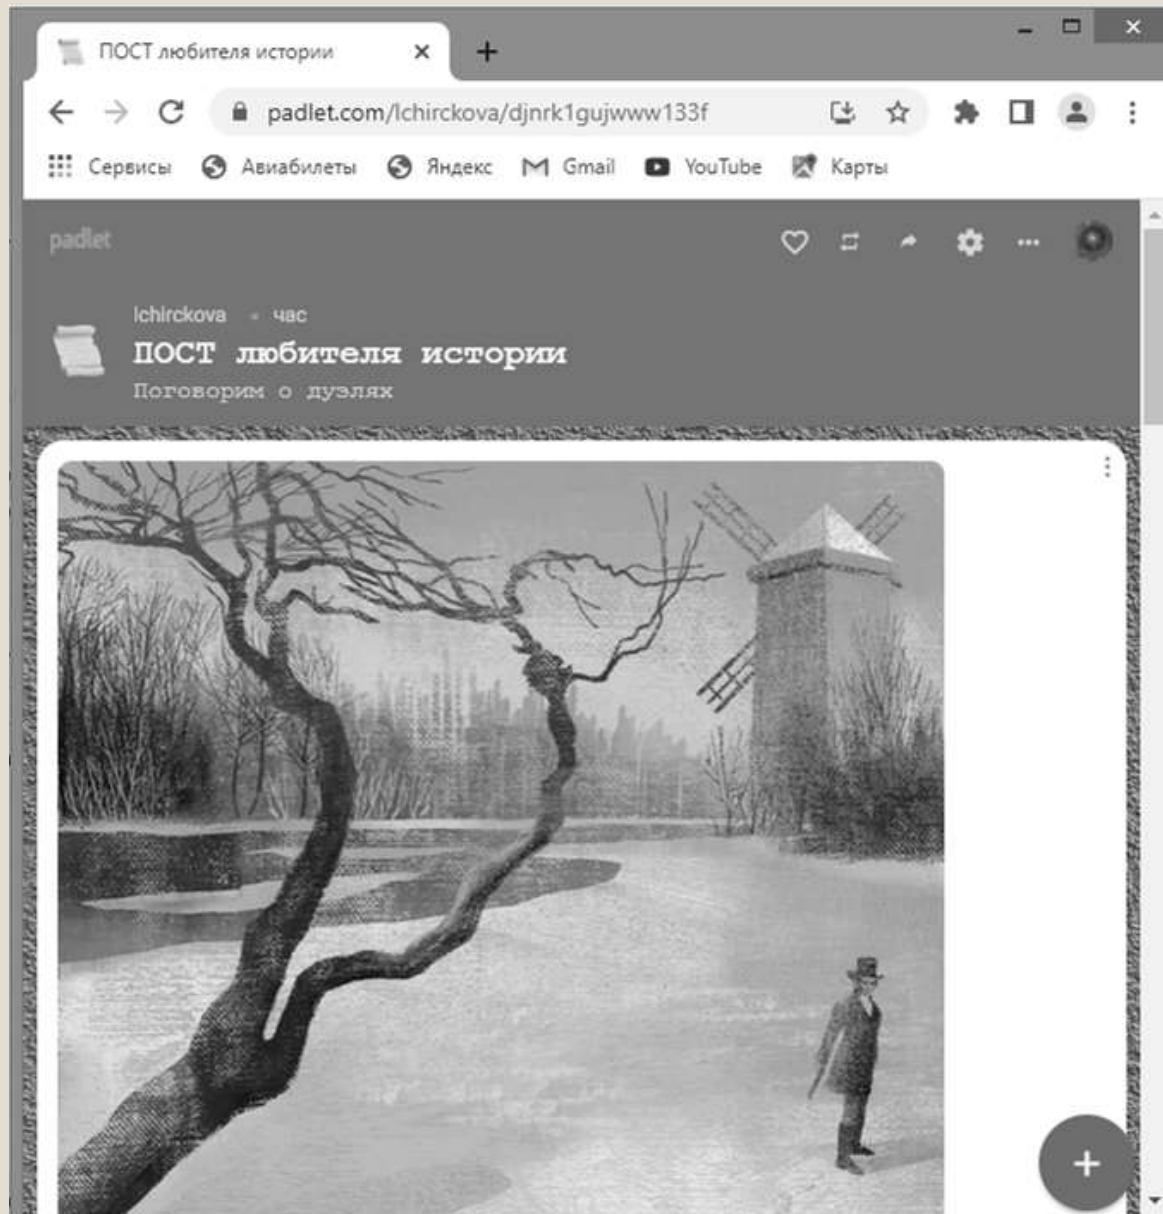 ПОСТ любителя истории
padlet.com/lchirckova/djnrk1gujwww133f
Сервисы Авиабилеты Яндекс Gmail YouTube Карты
padlet
lchirckova • час
ПОСТ любителя истории
Поговорим о дуэлях